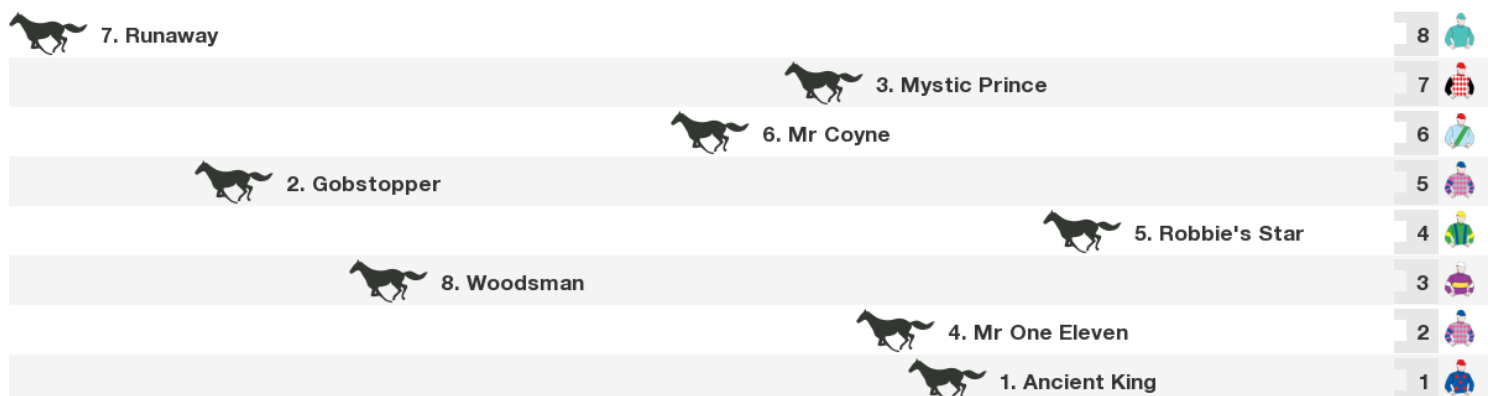 7. Runaway 8
3. Mystic Prince 7
6. Mr Coyne 6
2. Gobstopper 5
5. Robbie's Star 4
8. Woodsman 3
4. Mr One Eleven 2
1. Ancient King 1